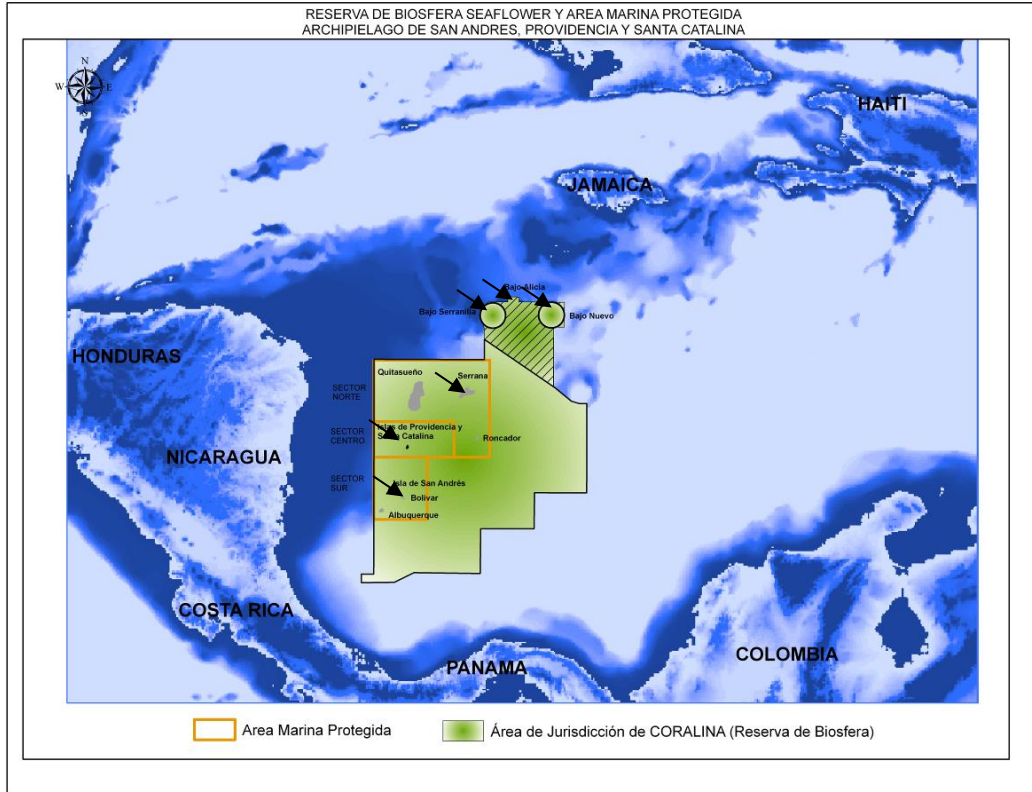 RESERVA DE BIOSFERA SEAFLOWER Y AREA MARINA PROTEGIDA
ARCHIPIELAGO DE SAN ANDRES, PROVIDENCIA Y SANTA CATALINA
N
W
E
S
HAITI
JAMAICA
Bajo Alicia
Bajo Serranilla
Bajo Nuevo
HONDURAS
Quitasueño
Serrana
SECTOR
NORTE
SECTOR
CENTRO
Islas de Providencia y
Santa Catalina
Roncador
NICARAGUA
SECTOR
SUR
Isla de San Andrés
Bolivar
Albuquerque
COSTA RICA
PANAMA
COLOMBIA
Area Marina Protegida
Área de Jurisdicción de CORALINA (Reserva de Biosfera)